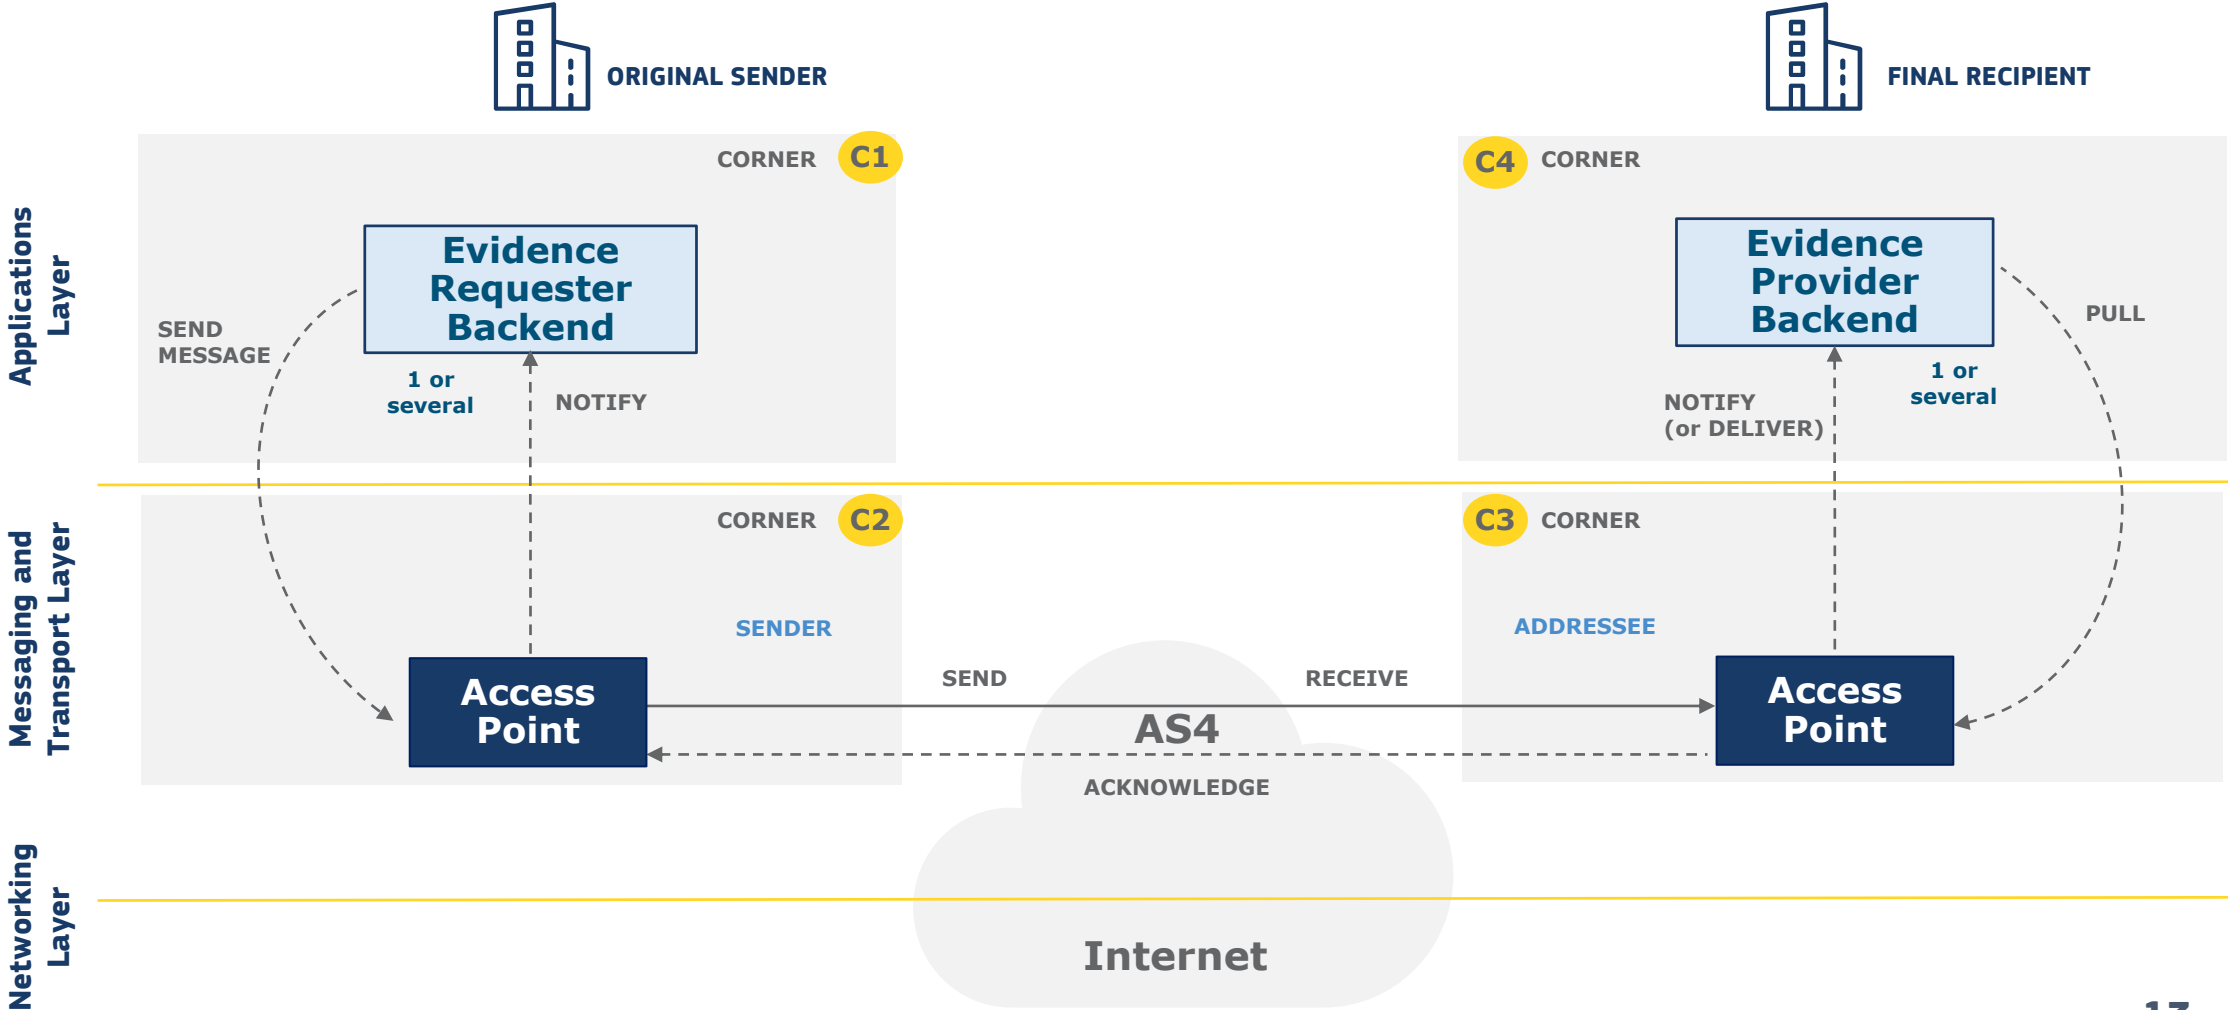 ORIGINAL SENDER
FINAL RECIPIENT
Applications
Layer
CORNER C1
Evidence
Requester
Backend
SEND
MESSAGE
1 or
several
NOTIFY
C4 CORNER
Evidence
Provider
Backend
PULL
1 or
several
NOTIFY
(or DELIVER)
Messaging and
Transport Layer
CORNER C2
SENDER
Access
Point
C3 CORNER
ADDRESSEE
Access
Point
SEND
RECEIVE
AS4
ACKNOWLEDGE
Networking
Layer
Internet